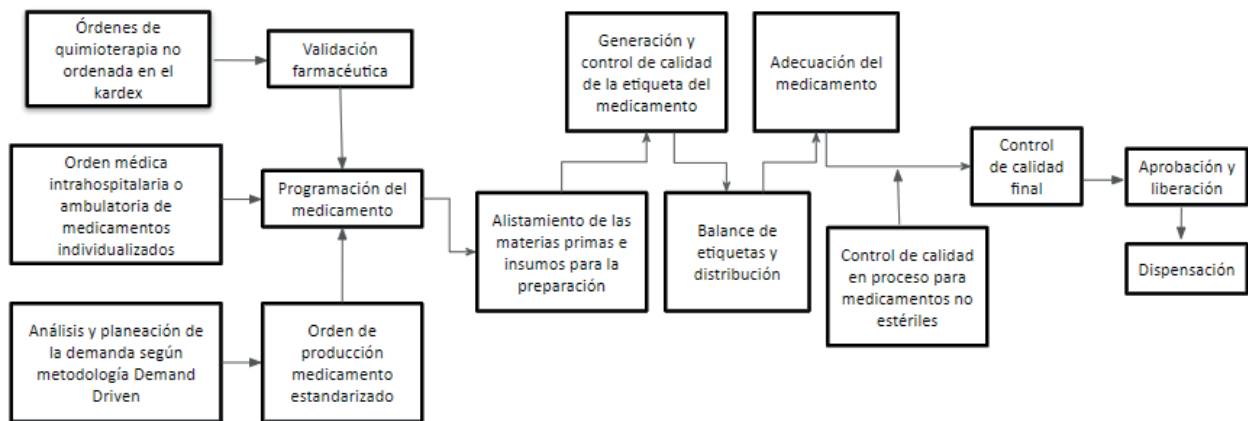 Órdenes de
quimioterapia no
ordenada en el
kardex
Validación
farmacéutica
Orden médica
intrahospitalaria o
ambulatoria de
medicamentos
individualizados
Programación del
medicamento
Análisis y planeación de
la demanda según
metodología Demand
Driven
Orden de
producción
medicamento
estandarizado
Alistamiento de las
materias primas e
insumos para la
preparación
Generación y
control de calidad
de la etiqueta del
medicamento
Balance de
etiquetas y
distribución
Adecuación del
medicamento
Control de calidad
en proceso para
medicamentos no
estériles
Control
de calidad
final
Aprobación y
liberación
Dispensación